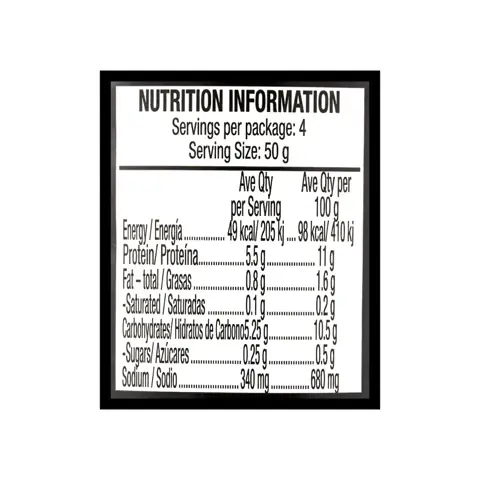 NUTRITION INFORMATION
Servings per package: 4
Serving Size: 50 g
Ave Qty per Serving Ave Qty per 100 g
Energy / Energía ........... 49 kcal/ 205 kj ... 98 kcal/ 410 kj
Protein/ Proteína ........... 5.5 g ........... 11 g
Fat – total / Grasas ........... 0.8 g ........... 1.6 g
-Saturated / Saturadas ........... 0.1 g ........... 0.2 g
Carbohydrates/ Hidratos de Carbono5.25 g ........... 10.5 g
-Sugars/ Azúcares ........... 0.25 g ........... 0.5 g
Sodium / Sodio ........... 340 mg ........... 680 mg